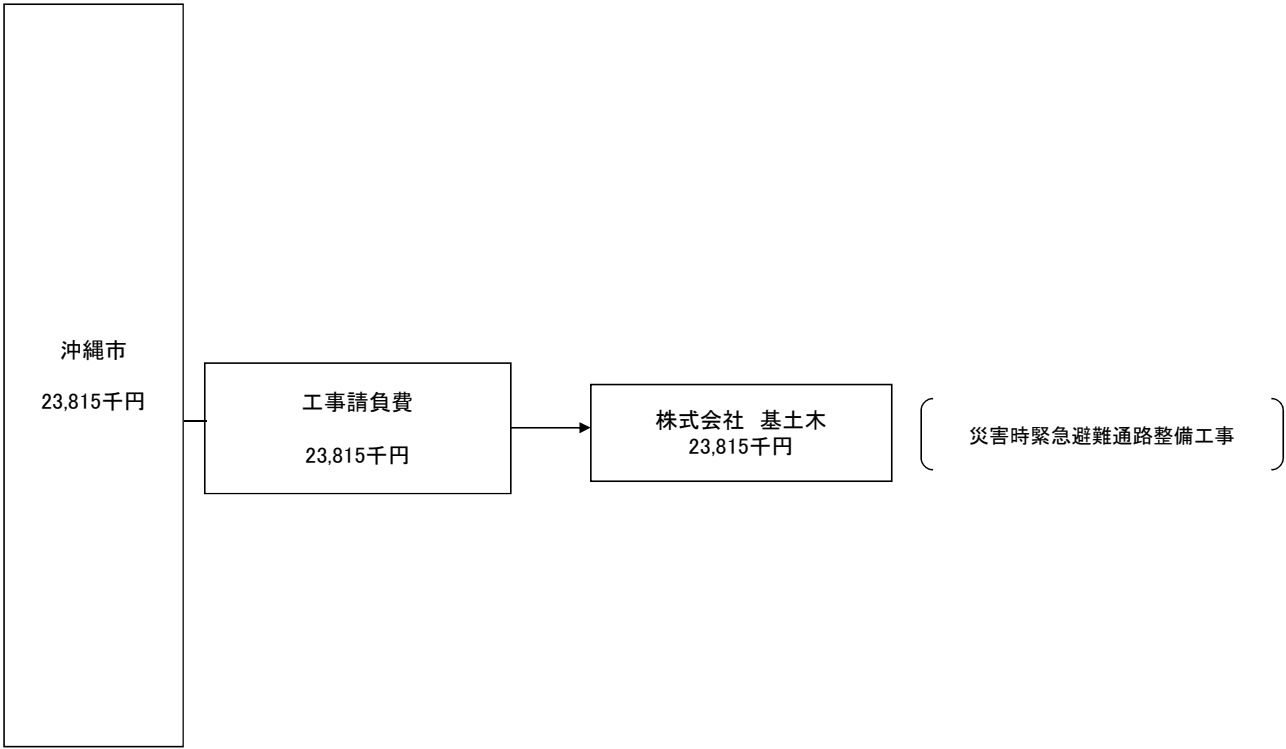 沖縄市
23,815千円
工事請負費
23,815千円
株式会社　基土木
23,815千円
災害時緊急避難通路整備工事